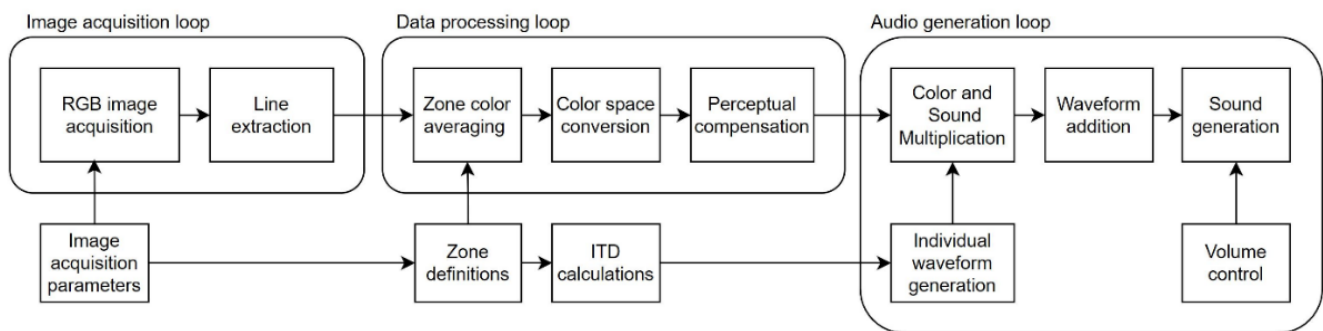 Image acquisition loop
Data processing loop
Audio generation loop
RGB image
acquisition
Line
extraction
Zone color
averaging
Color space
conversion
Perceptual
compensation
Color and
Sound
Multiplication
Waveform
addition
Sound
generation
Image
acquisition
parameters
Zone
definitions
ITD
calculations
Individual
waveform
generation
Volume
control